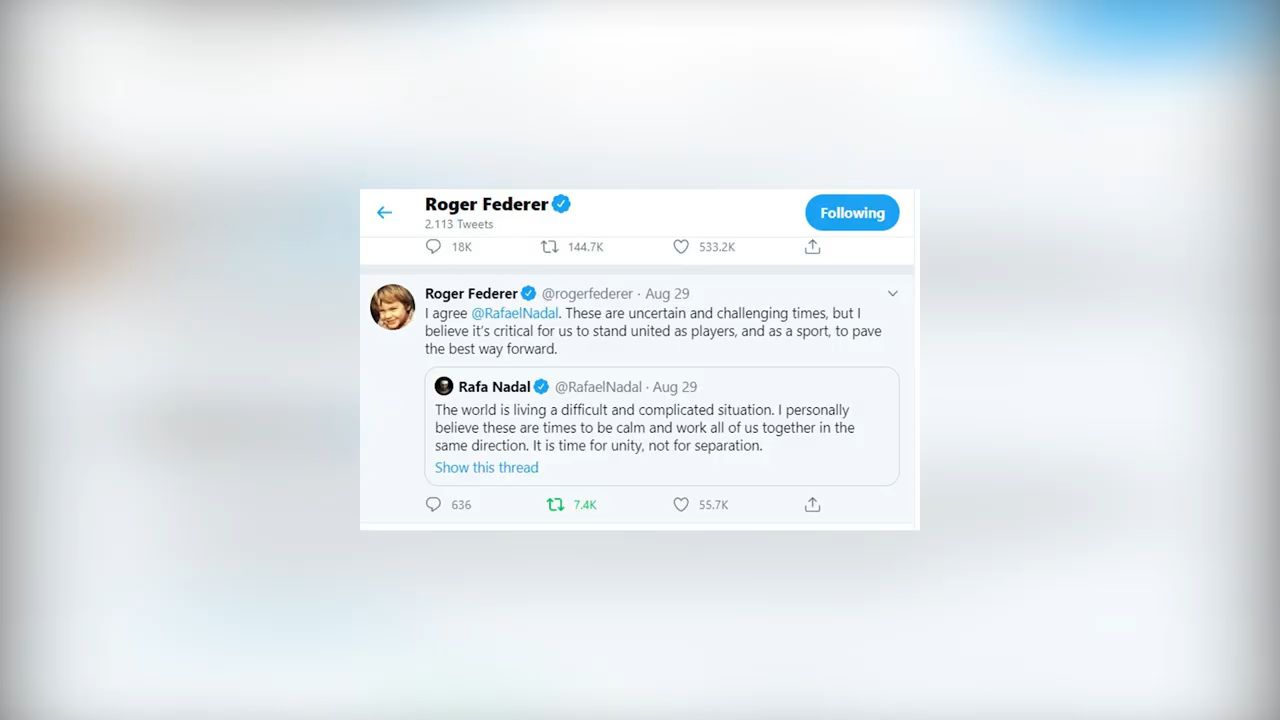 Roger Federer
2,113 Tweets
Following
18K 144.7K 533.2K
Roger Federer @rogerfederer · Aug 29
I agree @RafaelNadal. These are uncertain and challenging times, but I
believe it's critical for us to stand united as players, and as a sport, to pave
the best way forward.
Rafa Nadal @RafaelNadal · Aug 29
The world is living a difficult and complicated situation. I personally
believe these are times to be calm and work all of us together in the
same direction. It is time for unity, not for separation.
Show this thread
636 7.4K 55.7K